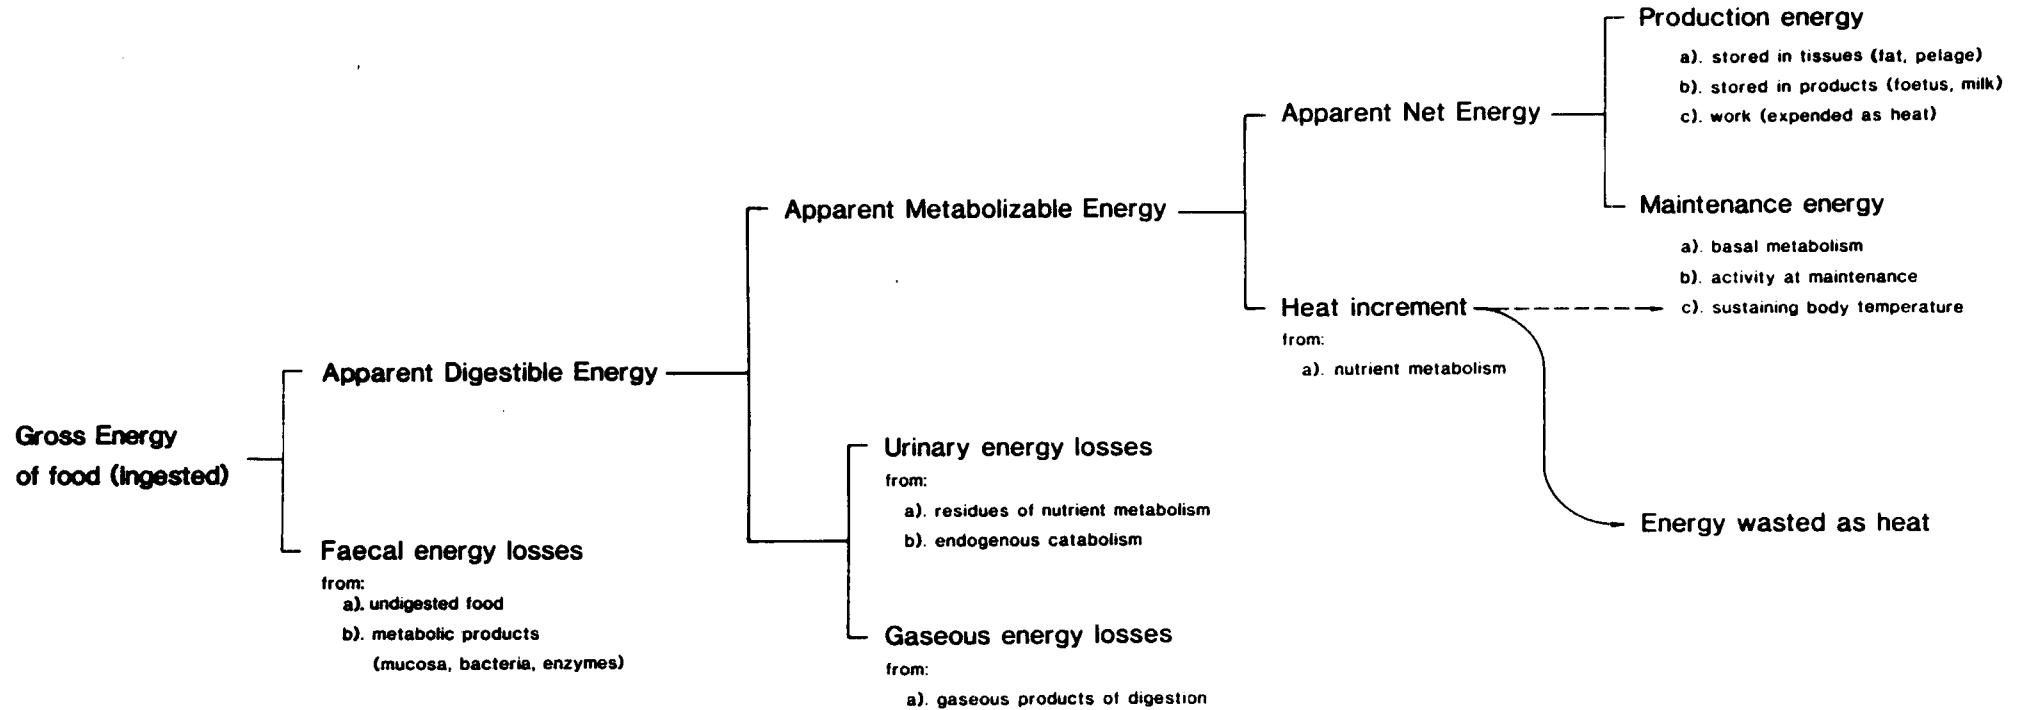 Production energy
a). stored in tissues (fat, pelage)
b). stored in products (foetus, milk)
c). work (expended as heat)
Apparent Net Energy
Maintenance energy
a). basal metabolism
b). activity at maintenance
c). sustaining body temperature
Apparent Metabolizable Energy
Heat increment
from:
a). nutrient metabolism
Energy wasted as heat
Apparent Digestible Energy
Urinary energy losses
from:
a). residues of nutrient metabolism
b). endogenous catabolism
Gaseous energy losses
from:
a). gaseous products of digestion
Gross Energy
of food (Ingested)
Faecal energy losses
from:
a). undigested food
b). metabolic products
(mucosa, bacteria, enzymes)